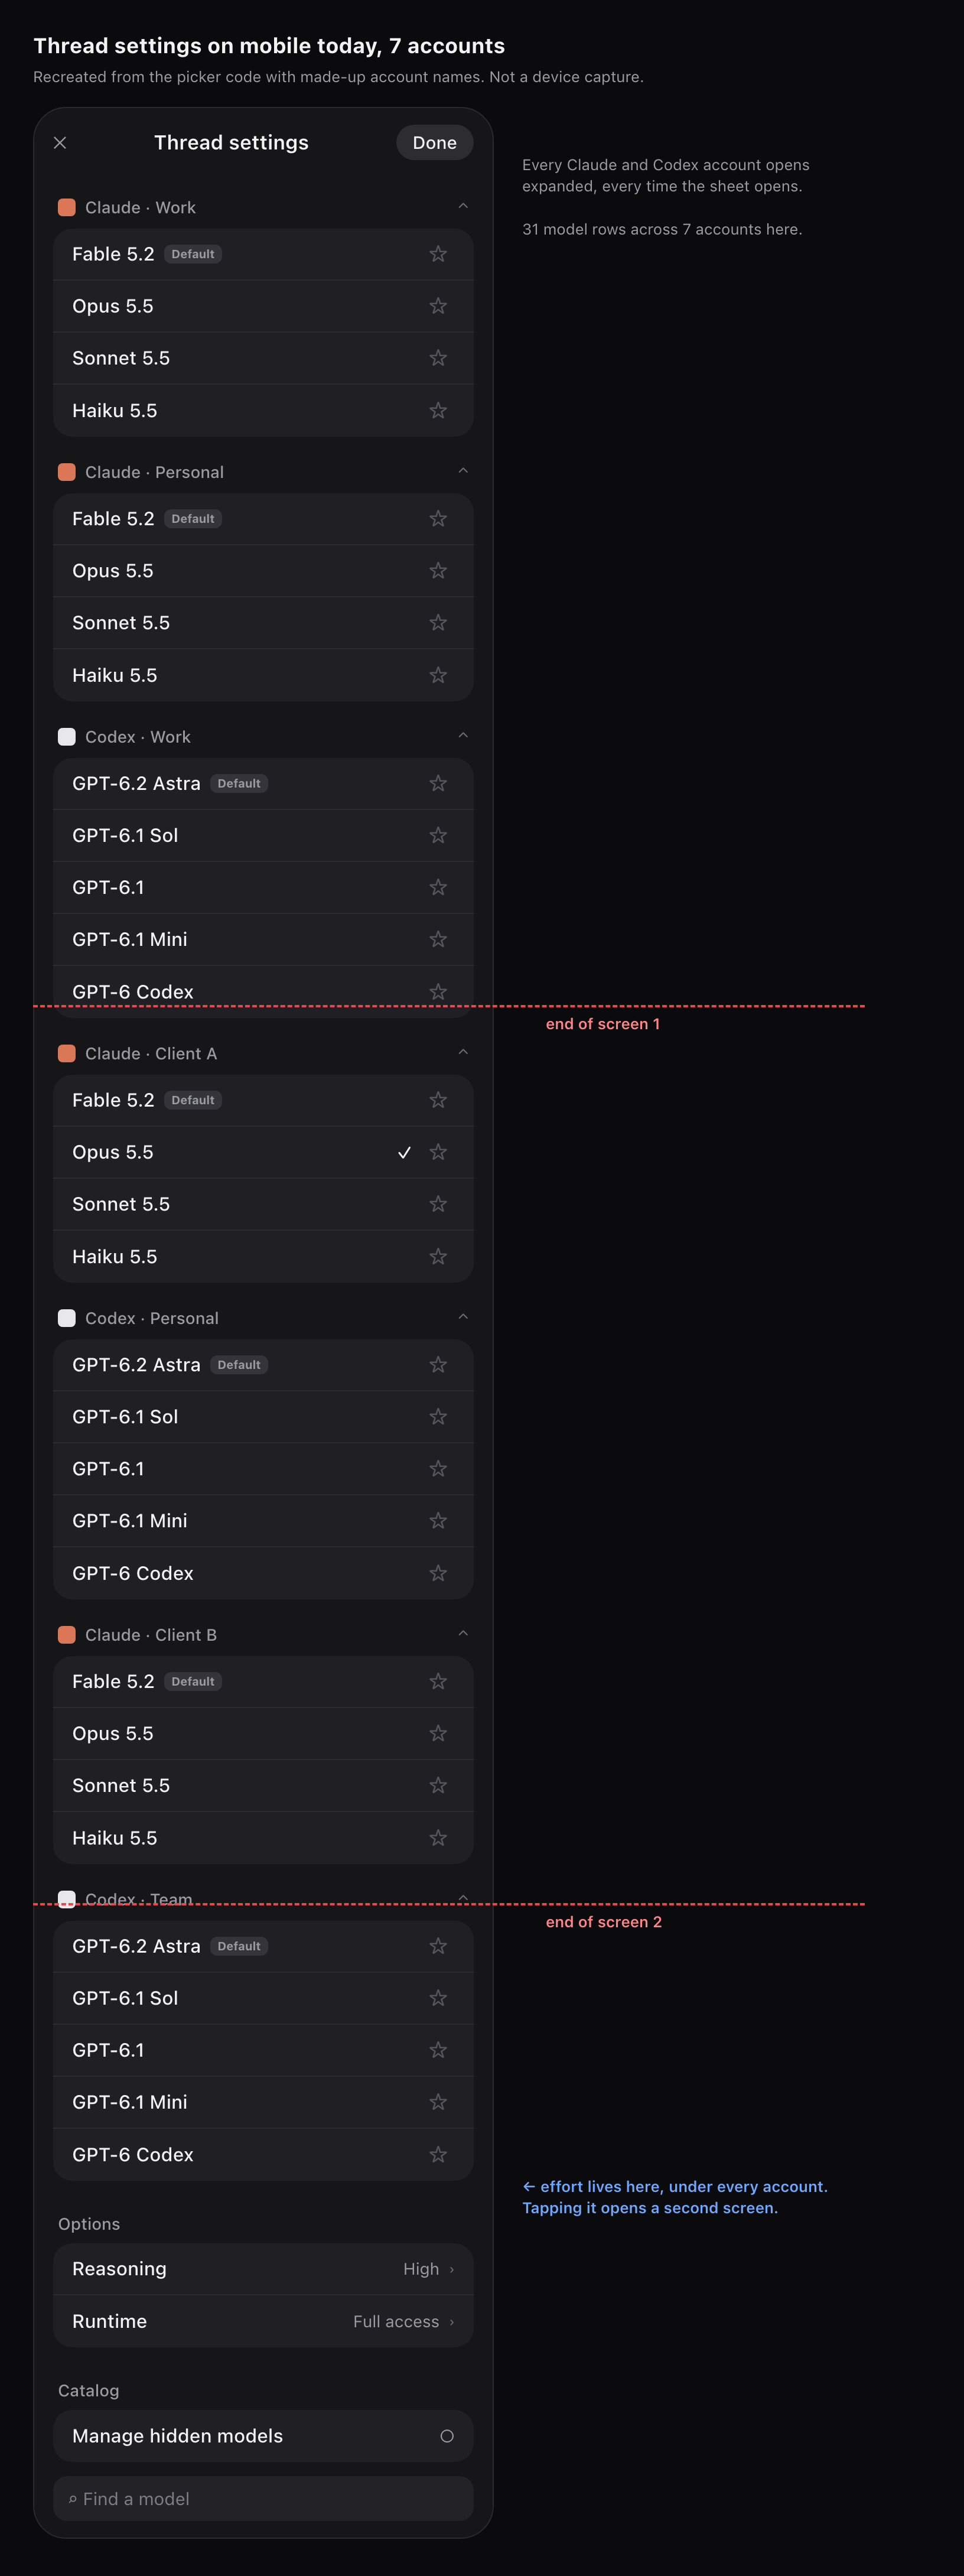 Thread settings on mobile today, 7 accounts
Recreated from the picker code with made-up account names. Not a device capture.
Thread settings
Done
Every Claude and Codex account opens
expanded, every time the sheet opens.
31 model rows across 7 accounts here.
Claude · Work
Fable 5.2 Default
Opus 5.5
Sonnet 5.5
Haiku 5.5
Claude · Personal
Fable 5.2 Default
Opus 5.5
Sonnet 5.5
Haiku 5.5
Codex · Work
GPT-6.2 Astra Default
GPT-6.1 Sol
GPT-6.1
GPT-6.1 Mini
GPT-6 Codex
end of screen 1
Claude · Client A
Fable 5.2 Default
Opus 5.5
Sonnet 5.5
Haiku 5.5
Codex · Personal
GPT-6.2 Astra Default
GPT-6.1 Sol
GPT-6.1
GPT-6.1 Mini
GPT-6 Codex
Claude · Client B
Fable 5.2 Default
Opus 5.5
Sonnet 5.5
Haiku 5.5
Codex · Team
end of screen 2
GPT-6.2 Astra Default
GPT-6.1 Sol
GPT-6.1
GPT-6.1 Mini
GPT-6 Codex
← effort lives here, under every account.
Tapping it opens a second screen.
Options
Reasoning High ›
Runtime Full access ›
Catalog
Manage hidden models
Find a model